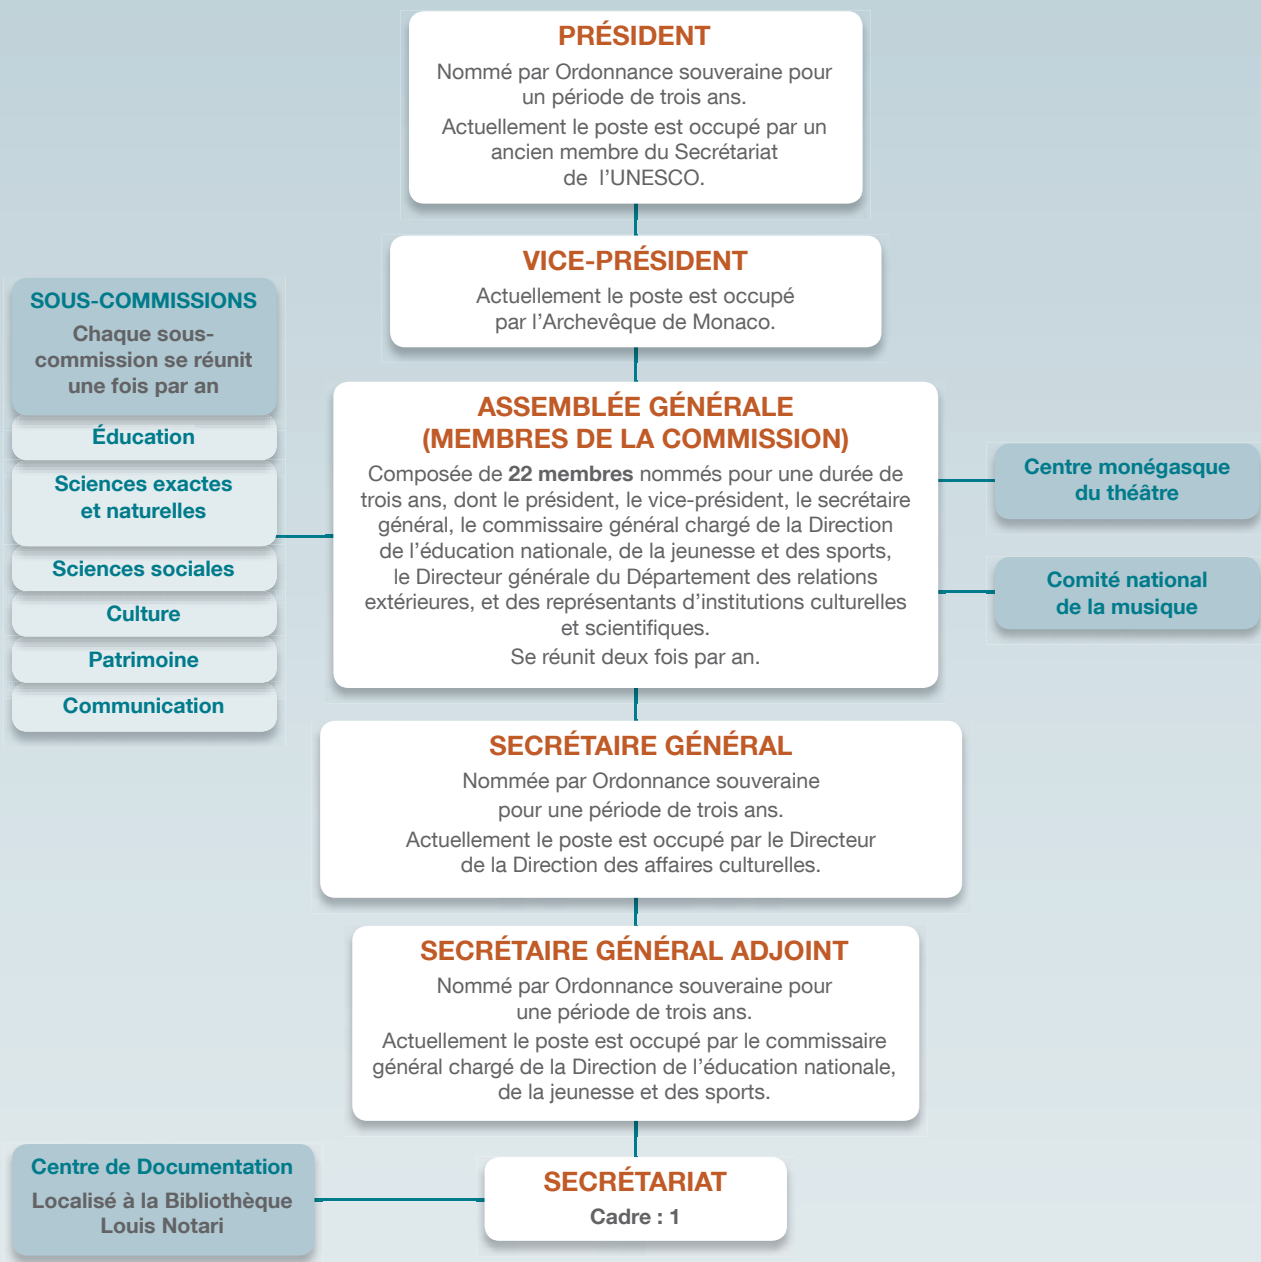 PRÉSIDENT
Nommé par Ordonnance souveraine pour
un période de trois ans.
Actuellement le poste est occupé par un
ancien membre du Secrétariat
de l’UNESCO.
VICE-PRÉSIDENT
Actuellement le poste est occupé
par l’Archevêque de Monaco.
SOUS-COMMISSIONS
Chaque sous-
commission se réunit
une fois par an
Éducation
Sciences exactes
et naturelles
Sciences sociales
Culture
Patrimoine
Communication
ASSEMBLÉE GÉNÉRALE
(MEMBRES DE LA COMMISSION)
Composée de 22 membres nommés pour une durée de
trois ans, dont le président, le vice-président, le secrétaire
général, le commissaire général chargé de la Direction
de l’éducation nationale, de la jeunesse et des sports,
le Directeur générale du Département des relations
extérieures, et des représentants d’institutions culturelles
et scientifiques.
Se réunit deux fois par an.
Centre monégasque
du théâtre
Comité national
de la musique
SECRÉTAIRE GÉNÉRAL
Nommée par Ordonnance souveraine
pour une période de trois ans.
Actuellement le poste est occupé par le Directeur
de la Direction des affaires culturelles.
SECRÉTAIRE GÉNÉRAL ADJOINT
Nommé par Ordonnance souveraine pour
une période de trois ans.
Actuellement le poste est occupé par le commissaire
général chargé de la Direction de l’éducation nationale,
de la jeunesse et des sports.
Centre de Documentation
Localisé à la Bibliothèque
Louis Notari
SECRÉTARIAT
Cadre : 1